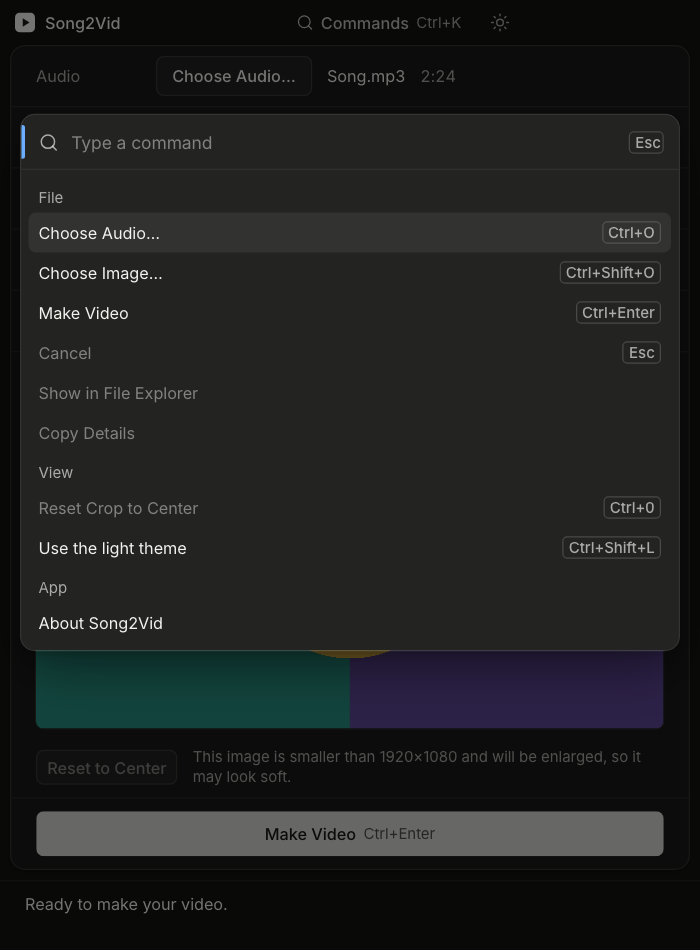 Song2Vid
Commands Ctrl+K
Audio Choose Audio... Song.mp3 2:24
Type a command Esc
File
Choose Audio... Ctrl+O
Choose Image... Ctrl+Shift+O
Make Video Ctrl+Enter
Cancel Esc
Show in File Explorer
Copy Details
View
Reset Crop to Center Ctrl+0
Use the light theme Ctrl+Shift+L
App
About Song2Vid
Reset to Center
This image is smaller than 1920×1080 and will be enlarged, so it
may look soft.
Make Video Ctrl+Enter
Ready to make your video.